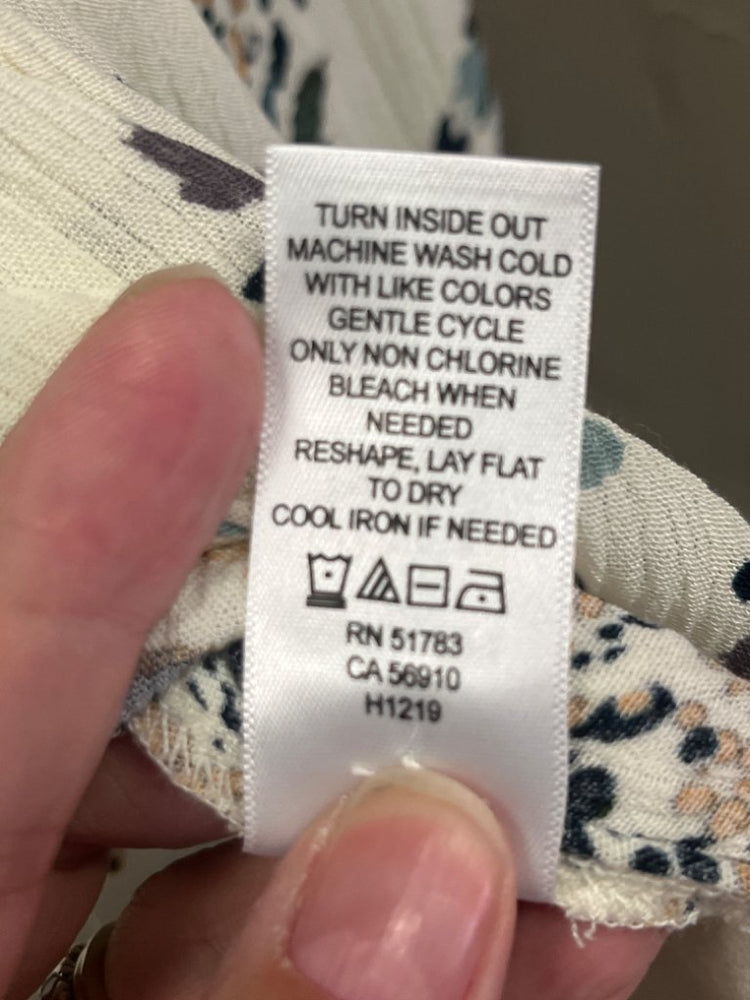 TURN INSIDE OUT
MACHINE WASH COLD
WITH LIKE COLORS
GENTLE CYCLE
ONLY NON CHLORINE
BLEACH WHEN
NEEDED
RESHAPE, LAY FLAT
TO DRY
COOL IRON IF NEEDED
RN 51783
CA 56910
H1219